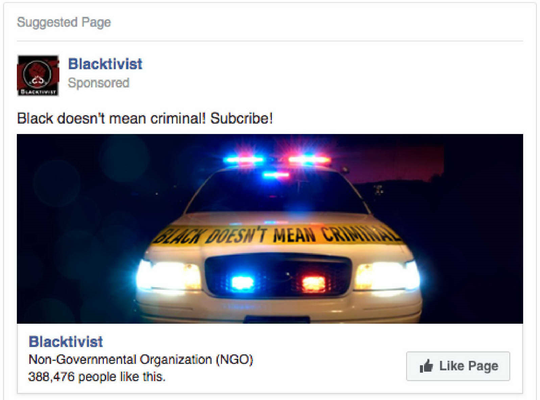 Suggested Page
Blacktivist
Sponsored
BLACKTIVIST
Black doesn't mean criminal! Subcribe!
BLACK DOESN'T MEAN CRIMINAL
Blacktivist
Non-Governmental Organization (NGO)
388,476 people like this.
Like Page